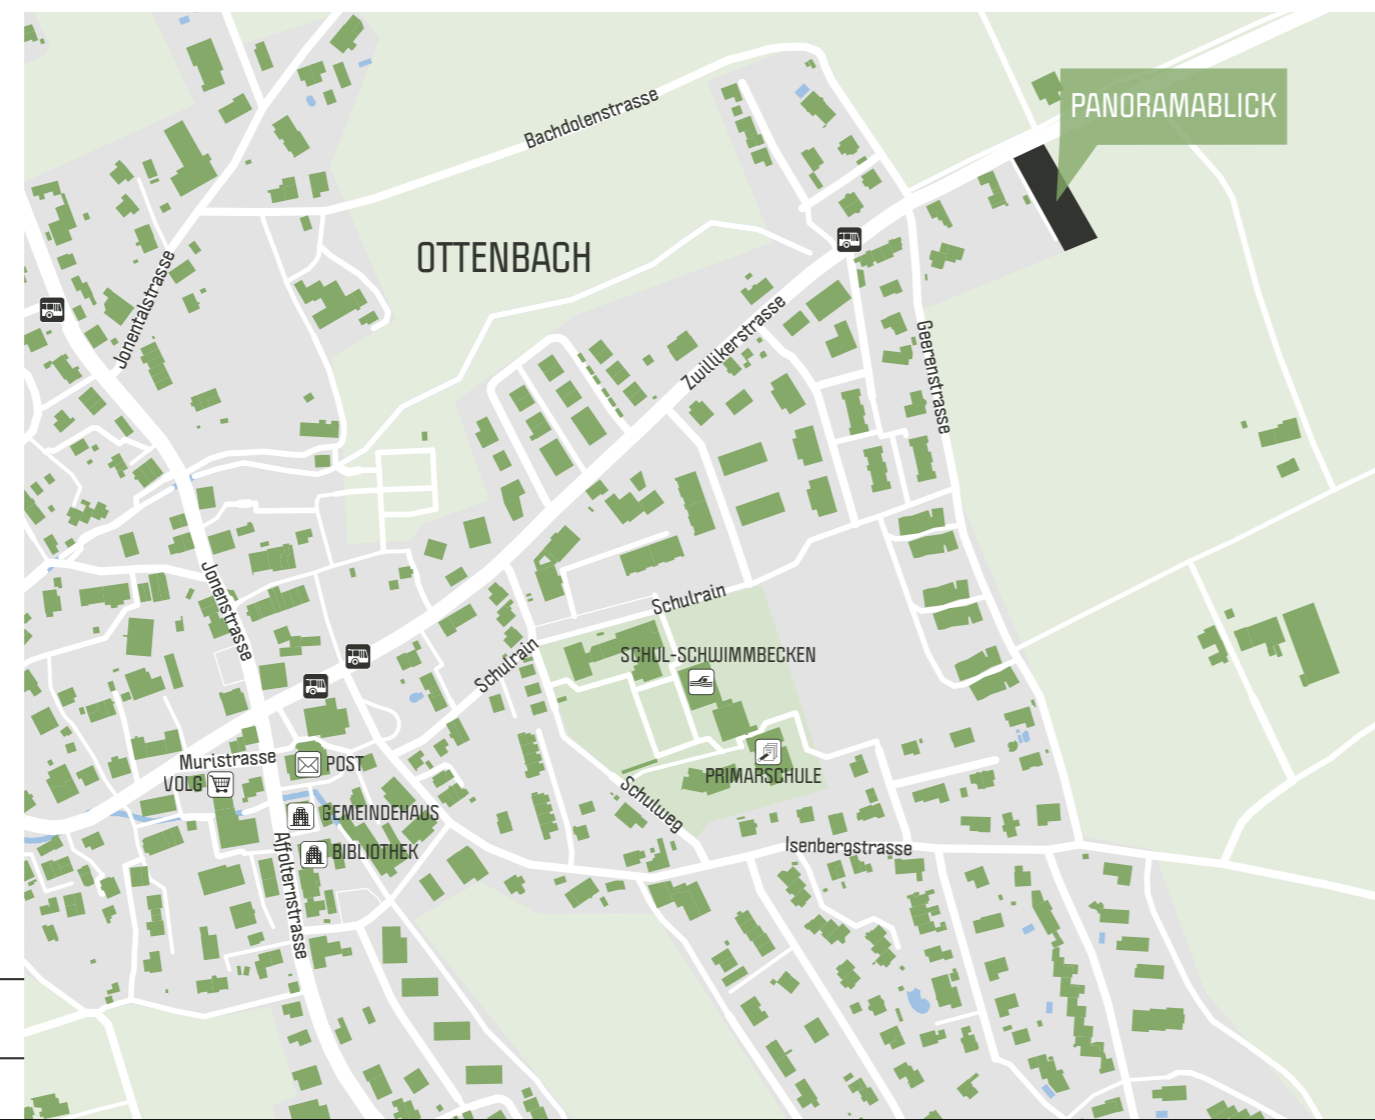 Bachdolenstrasse
PANORAMABLICK
OTTENBACH
Jonentalstrasse
Zwillikerstrasse
Geerenstrasse
Jonenstrasse
Schulrain
Schulrain
SCHUL-SCHWIMMBECKEN
Muristrasse
VOLG
POST
PRIMARSCHULE
Schulweg
GEMEINDEHAUS
BIBLIOTHEK
Isenbergstrasse
Affolternstrasse